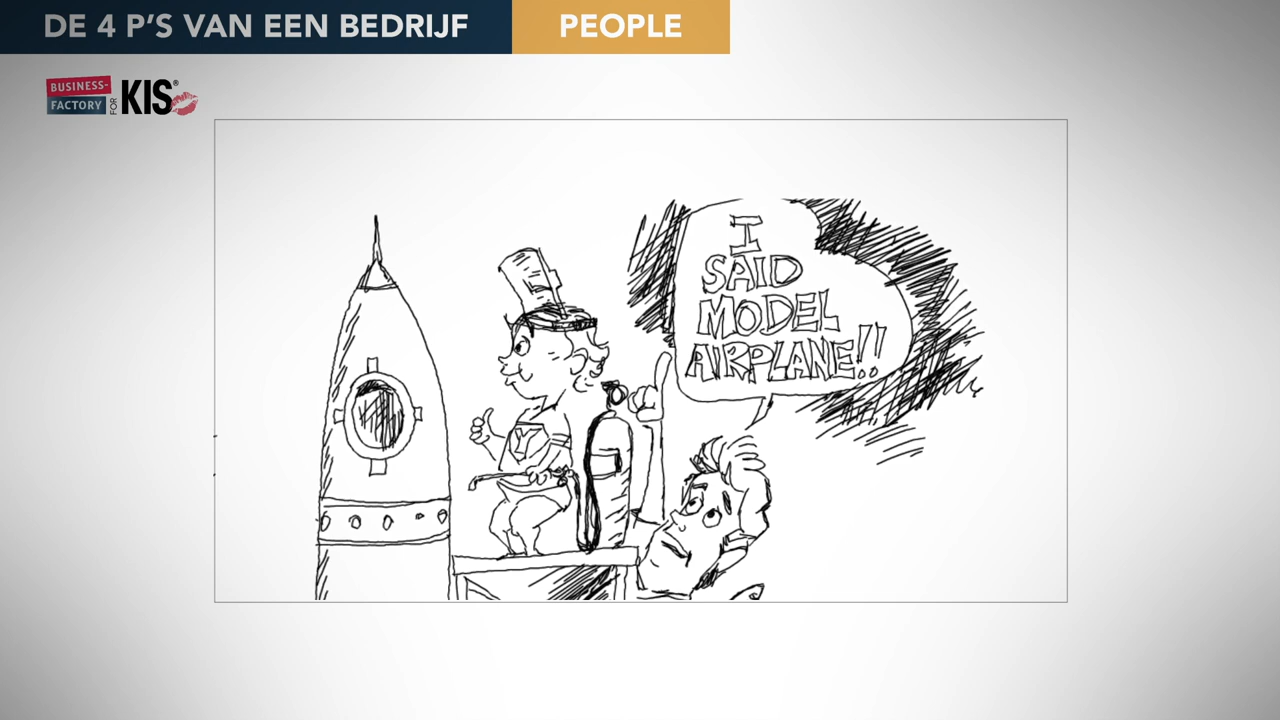 DE 4 P'S VAN EEN BEDRIJF
PEOPLE
BUSINESS-
FACTORY
FOR
KIS®
I
SAID
MODEL
AIRPLANE!!
Y